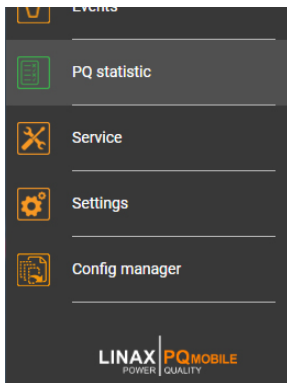 Events
PQ statistic
Service
Settings
Config manager
LINAX PQMOBILE
POWER QUALITY